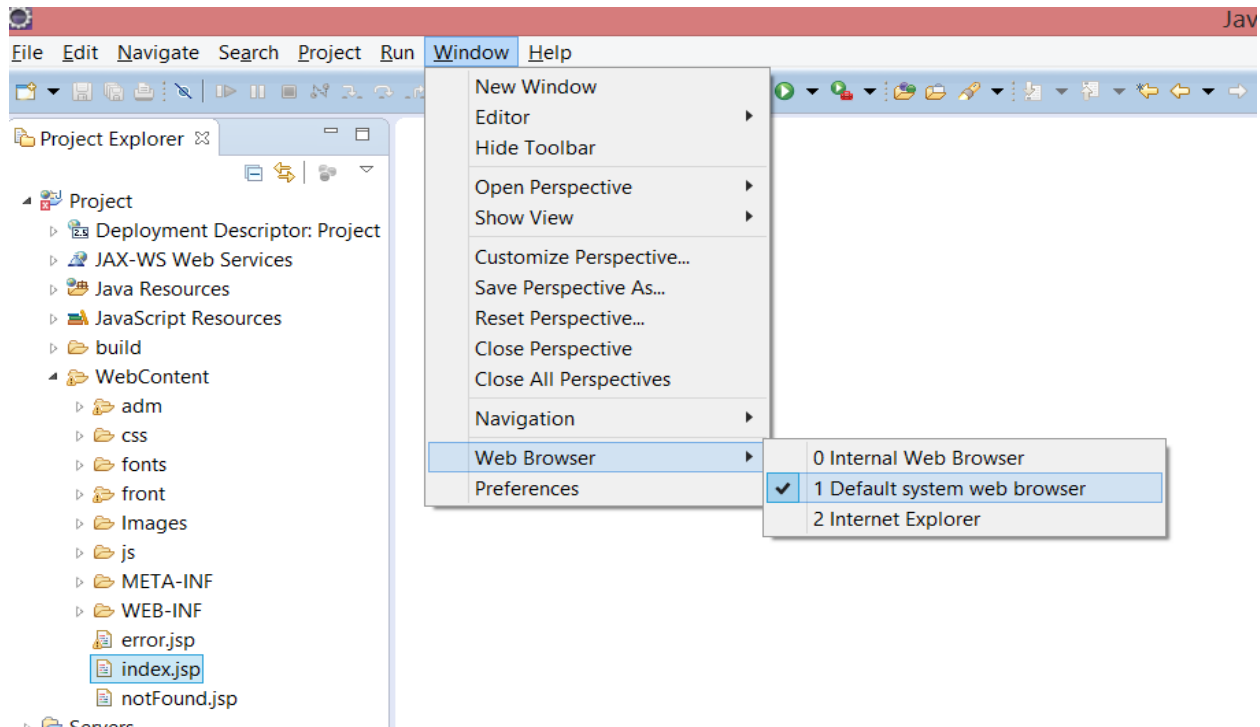 Jav
File Edit Navigate Search Project Run Window Help
Project Explorer
Project
Deployment Descriptor: Project
2.5
JAX-WS Web Services
Java Resources
JavaScript Resources
build
WebContent
adm
css
fonts
front
Images
js
META-INF
WEB-INF
error.jsp
index.jsp
notFound.jsp
Servers
New Window
Editor
Hide Toolbar
Open Perspective
Show View
Customize Perspective...
Save Perspective As...
Reset Perspective...
Close Perspective
Close All Perspectives
Navigation
Web Browser
Preferences
0 Internal Web Browser
1 Default system web browser
2 Internet Explorer